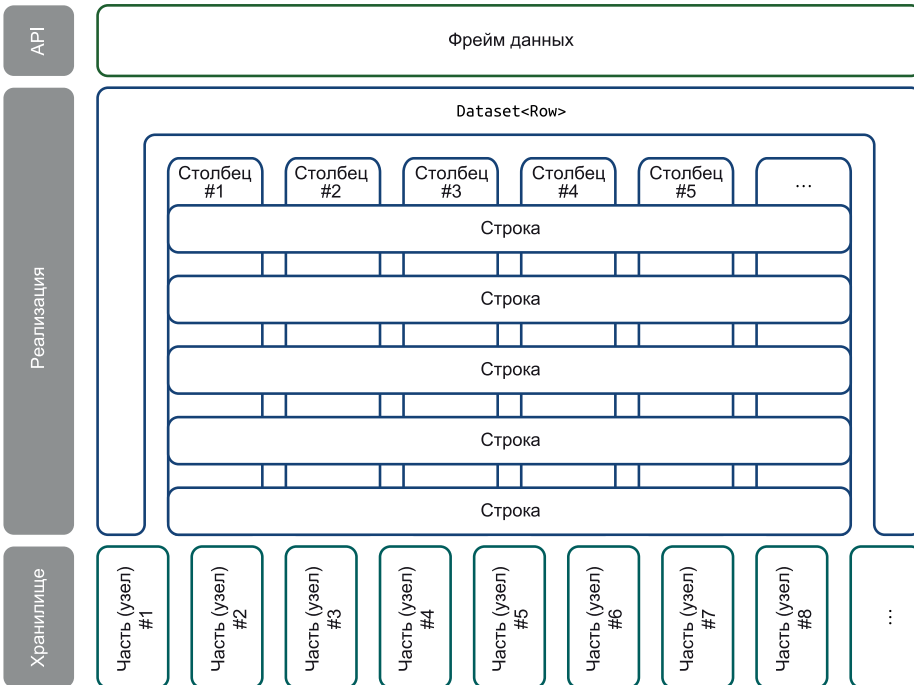 API
Фрейм данных
Реализация
Dataset<Row>
Столбец
#1
Столбец
#2
Столбец
#3
Столбец
#4
Столбец
#5
...
Строка
Строка
Строка
Строка
Строка
Хранилище
Часть (узел)
#1
Часть (узел)
#2
Часть (узел)
#3
Часть (узел)
#4
Часть (узел)
#5
Часть (узел)
#6
Часть (узел)
#7
Часть (узел)
#8
...